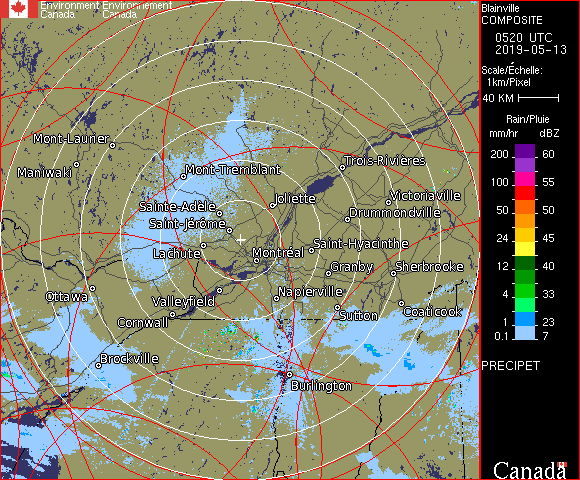 Environment Environnement
Canada Canada
Blainville
COMPOSITE
0520 UTC
2019-05-13
Scale/Échelle:
1km/Pixel
40 KM
Rain/Pluie
mm/hr dBZ
200 60
100 55
50 50
24 45
12 40
4 33
1 23
0.1 7
PRECIPET
Canada
Mont-Laurier
Maniwaki
Mont-Tremblant
Trois-Rivieres
Joliette
Victoriaville
Sainte-Adele
Drummondville
Saint-Jérôme
Lachute
Montréal
Saint-Hyacinthe
Granby
Sherbrooke
Ottawa
Valleyfield
Napierville
Cornwall
Sutton
Coaticook
Brockville
Burlington